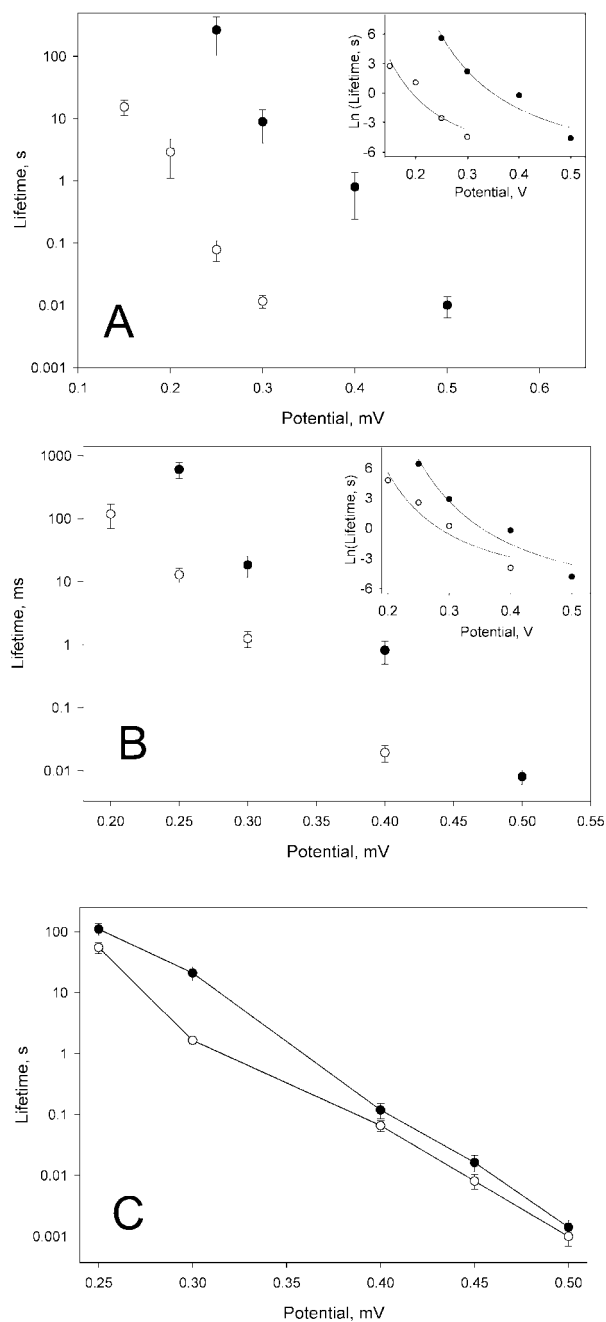 1000
100
10
1
0.1
0.01
0.001
Lifetime, s
A
0.1 0.2 0.3 0.4 0.5 0.6
Potential, mV
6
3
0
-3
-6
Ln (Lifetime, s)
0.2 0.3 0.4 0.5
Potential, V
1000
100
10
1
0.1
0.01
Lifetime, ms
B
0.20 0.25 0.30 0.35 0.40 0.45 0.50 0.55
Potential, mV
6
3
0
-3
-6
Ln(Lifetime, s)
0.2 0.3 0.4 0.5
Potential, V
100
10
1
0.1
0.01
0.001
Lifetime, s
C
0.25 0.30 0.35 0.40 0.45 0.50
Potential, mV